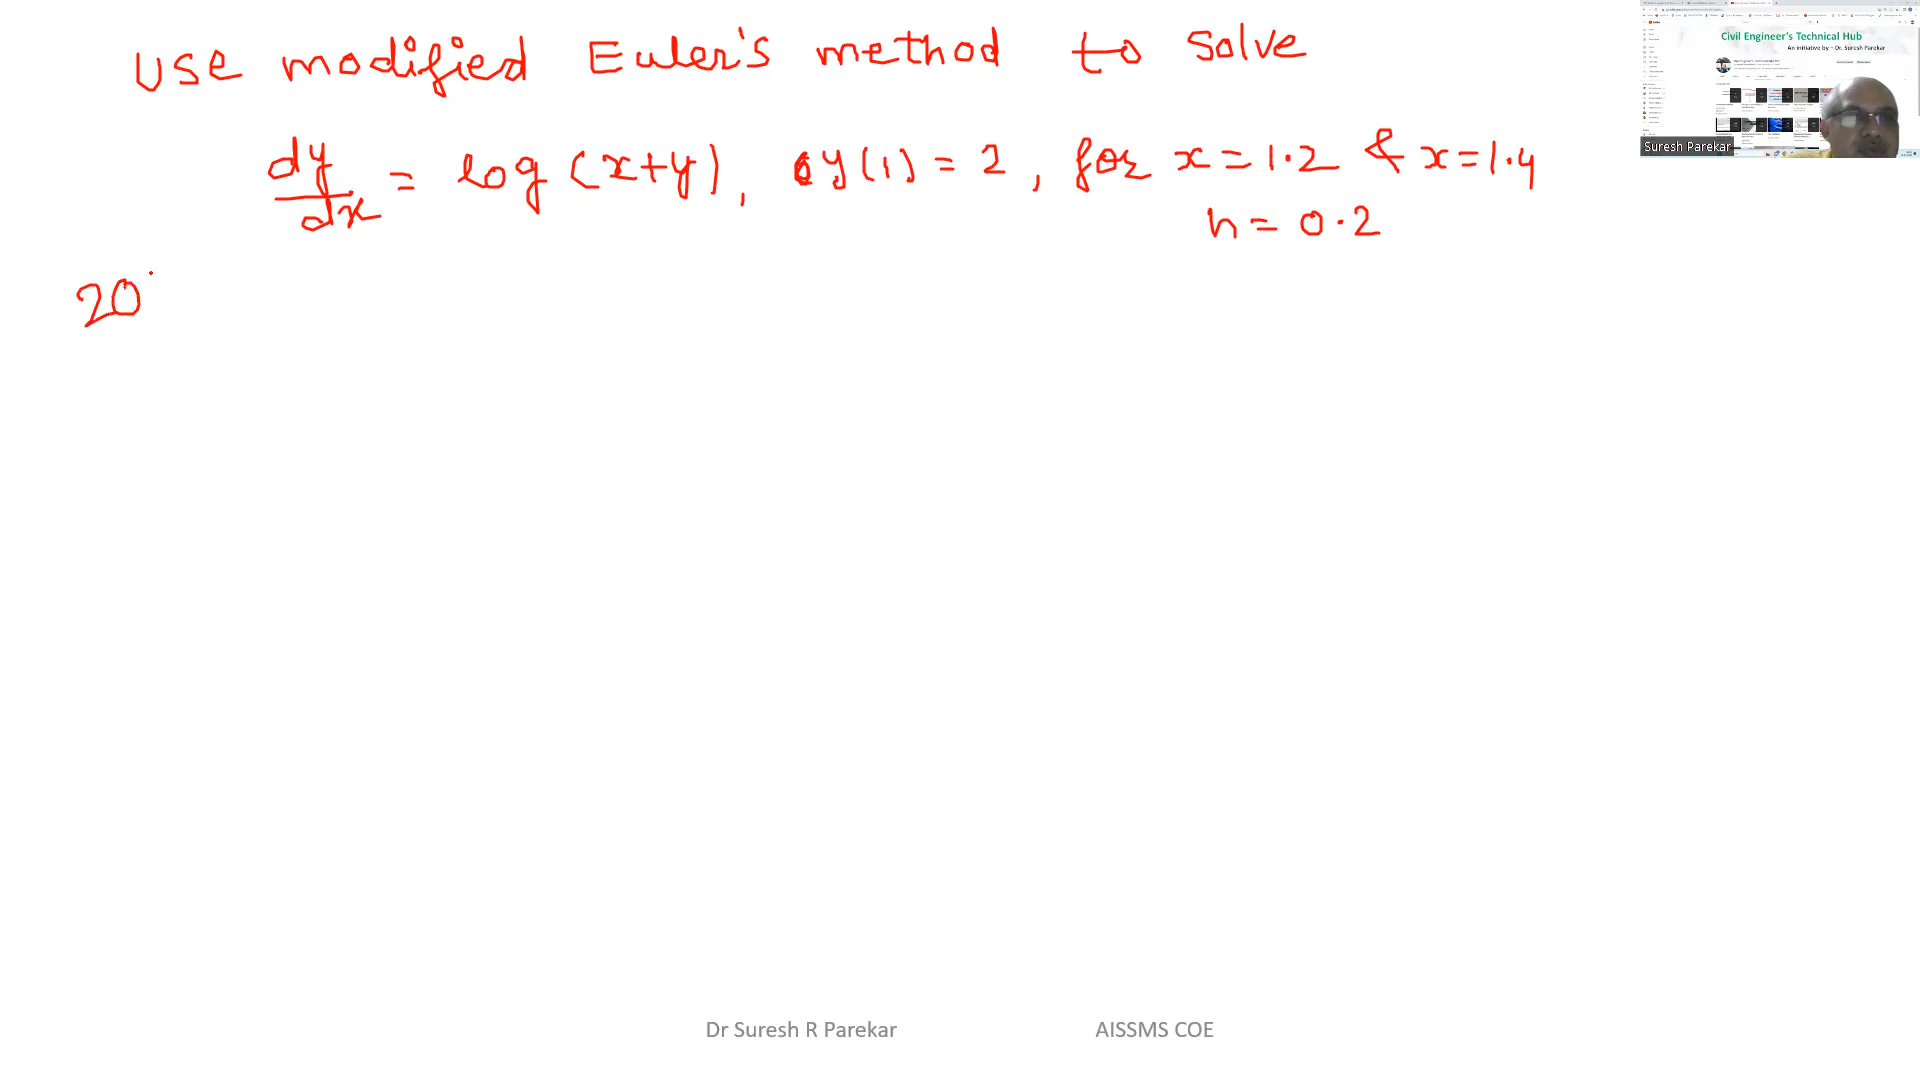 Use modified Euler's method to solve
dy/dx = log (x+y), y(1) = 2, for x = 1.2 & x = 1.4
h = 0.2
20
Civil Engineer's Technical Hub
An initiative by – Dr. Suresh Parekar
Suresh Parekar
Dr Suresh R Parekar AISSMS COE